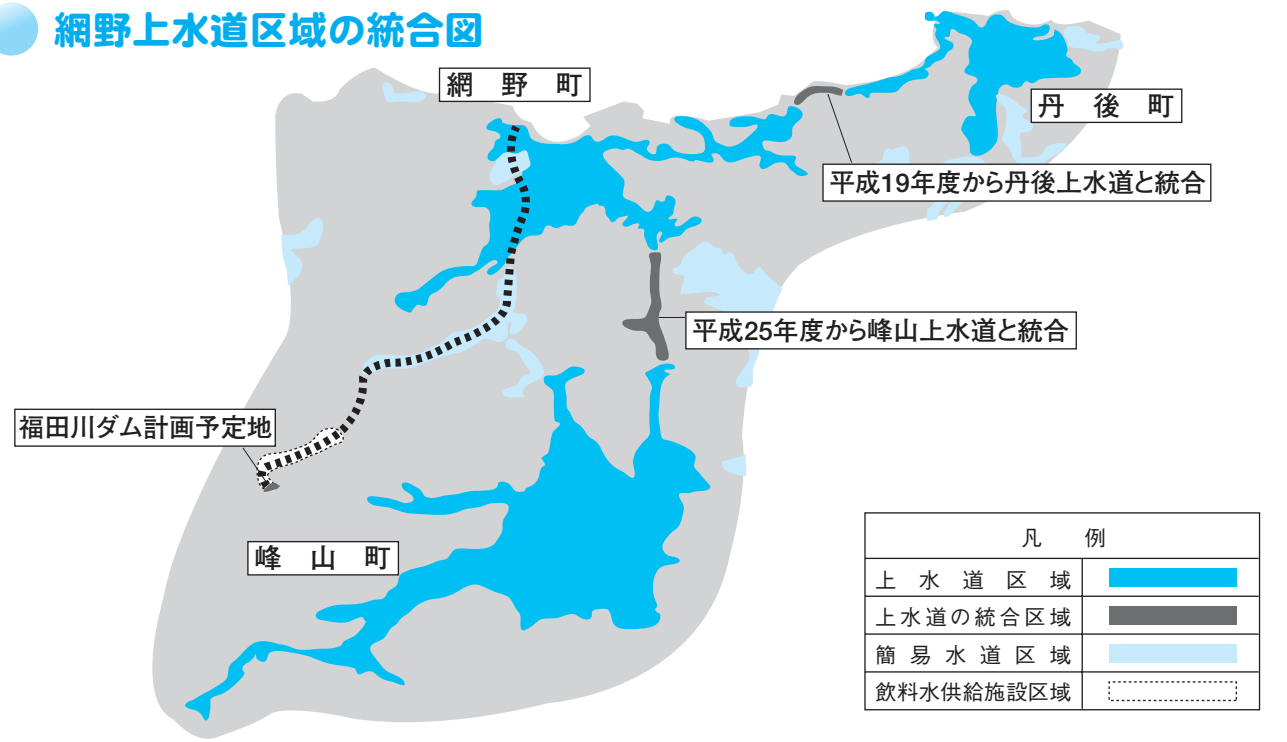 網野上水道区域の統合図
網野町
丹後町
平成19年度から丹後上水道と統合
平成25年度から峰山上水道と統合
福田川ダム計画予定地
峰山町
凡例
上水道区域
上水道の統合区域
簡易水道区域
飲料水供給施設区域